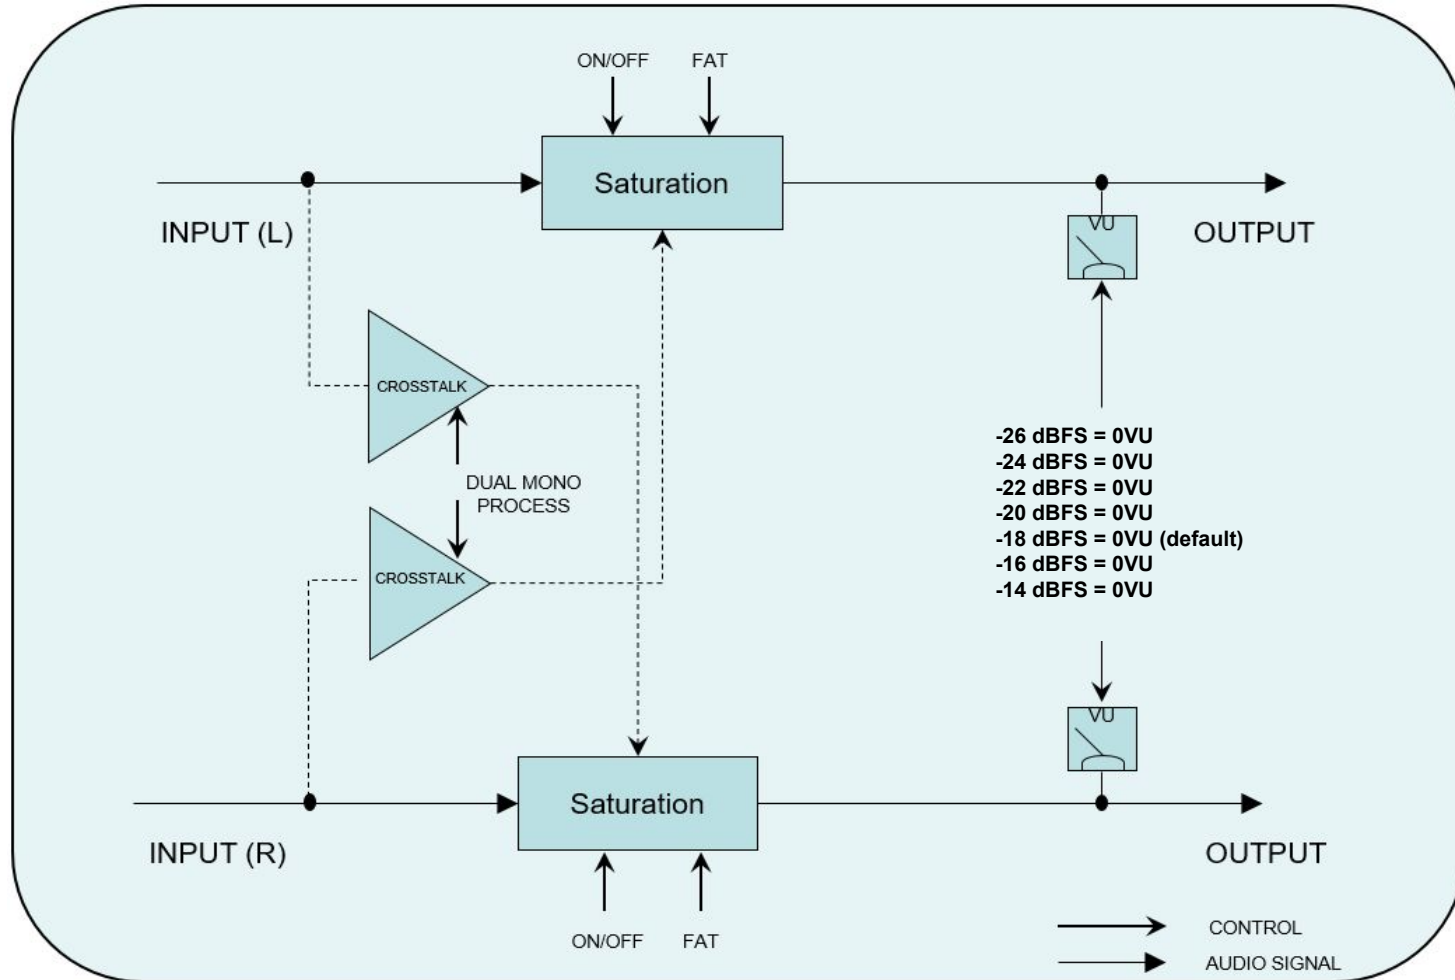 ON/OFF FAT
Saturation
INPUT (L)
VU
OUTPUT
CROSSTALK
DUAL MONO
PROCESS
CROSSTALK
-26 dBFS = 0VU
-24 dBFS = 0VU
-22 dBFS = 0VU
-20 dBFS = 0VU
-18 dBFS = 0VU (default)
-16 dBFS = 0VU
-14 dBFS = 0VU
VU
Saturation
INPUT (R)
OUTPUT
ON/OFF FAT
CONTROL
AUDIO SIGNAL